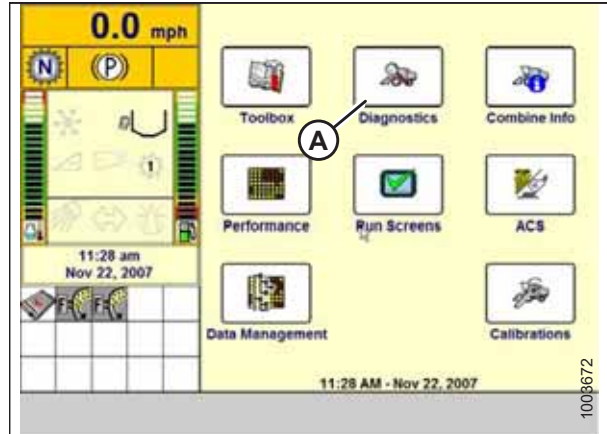 0.0 mph
N (P)
1
11:28 am
Nov 22, 2007
Toolbox
Diagnostics
Combine Info
A
Performance
Run Screens
ACS
Data Management
Calibrations
11:28 AM - Nov 22, 2007
1003672